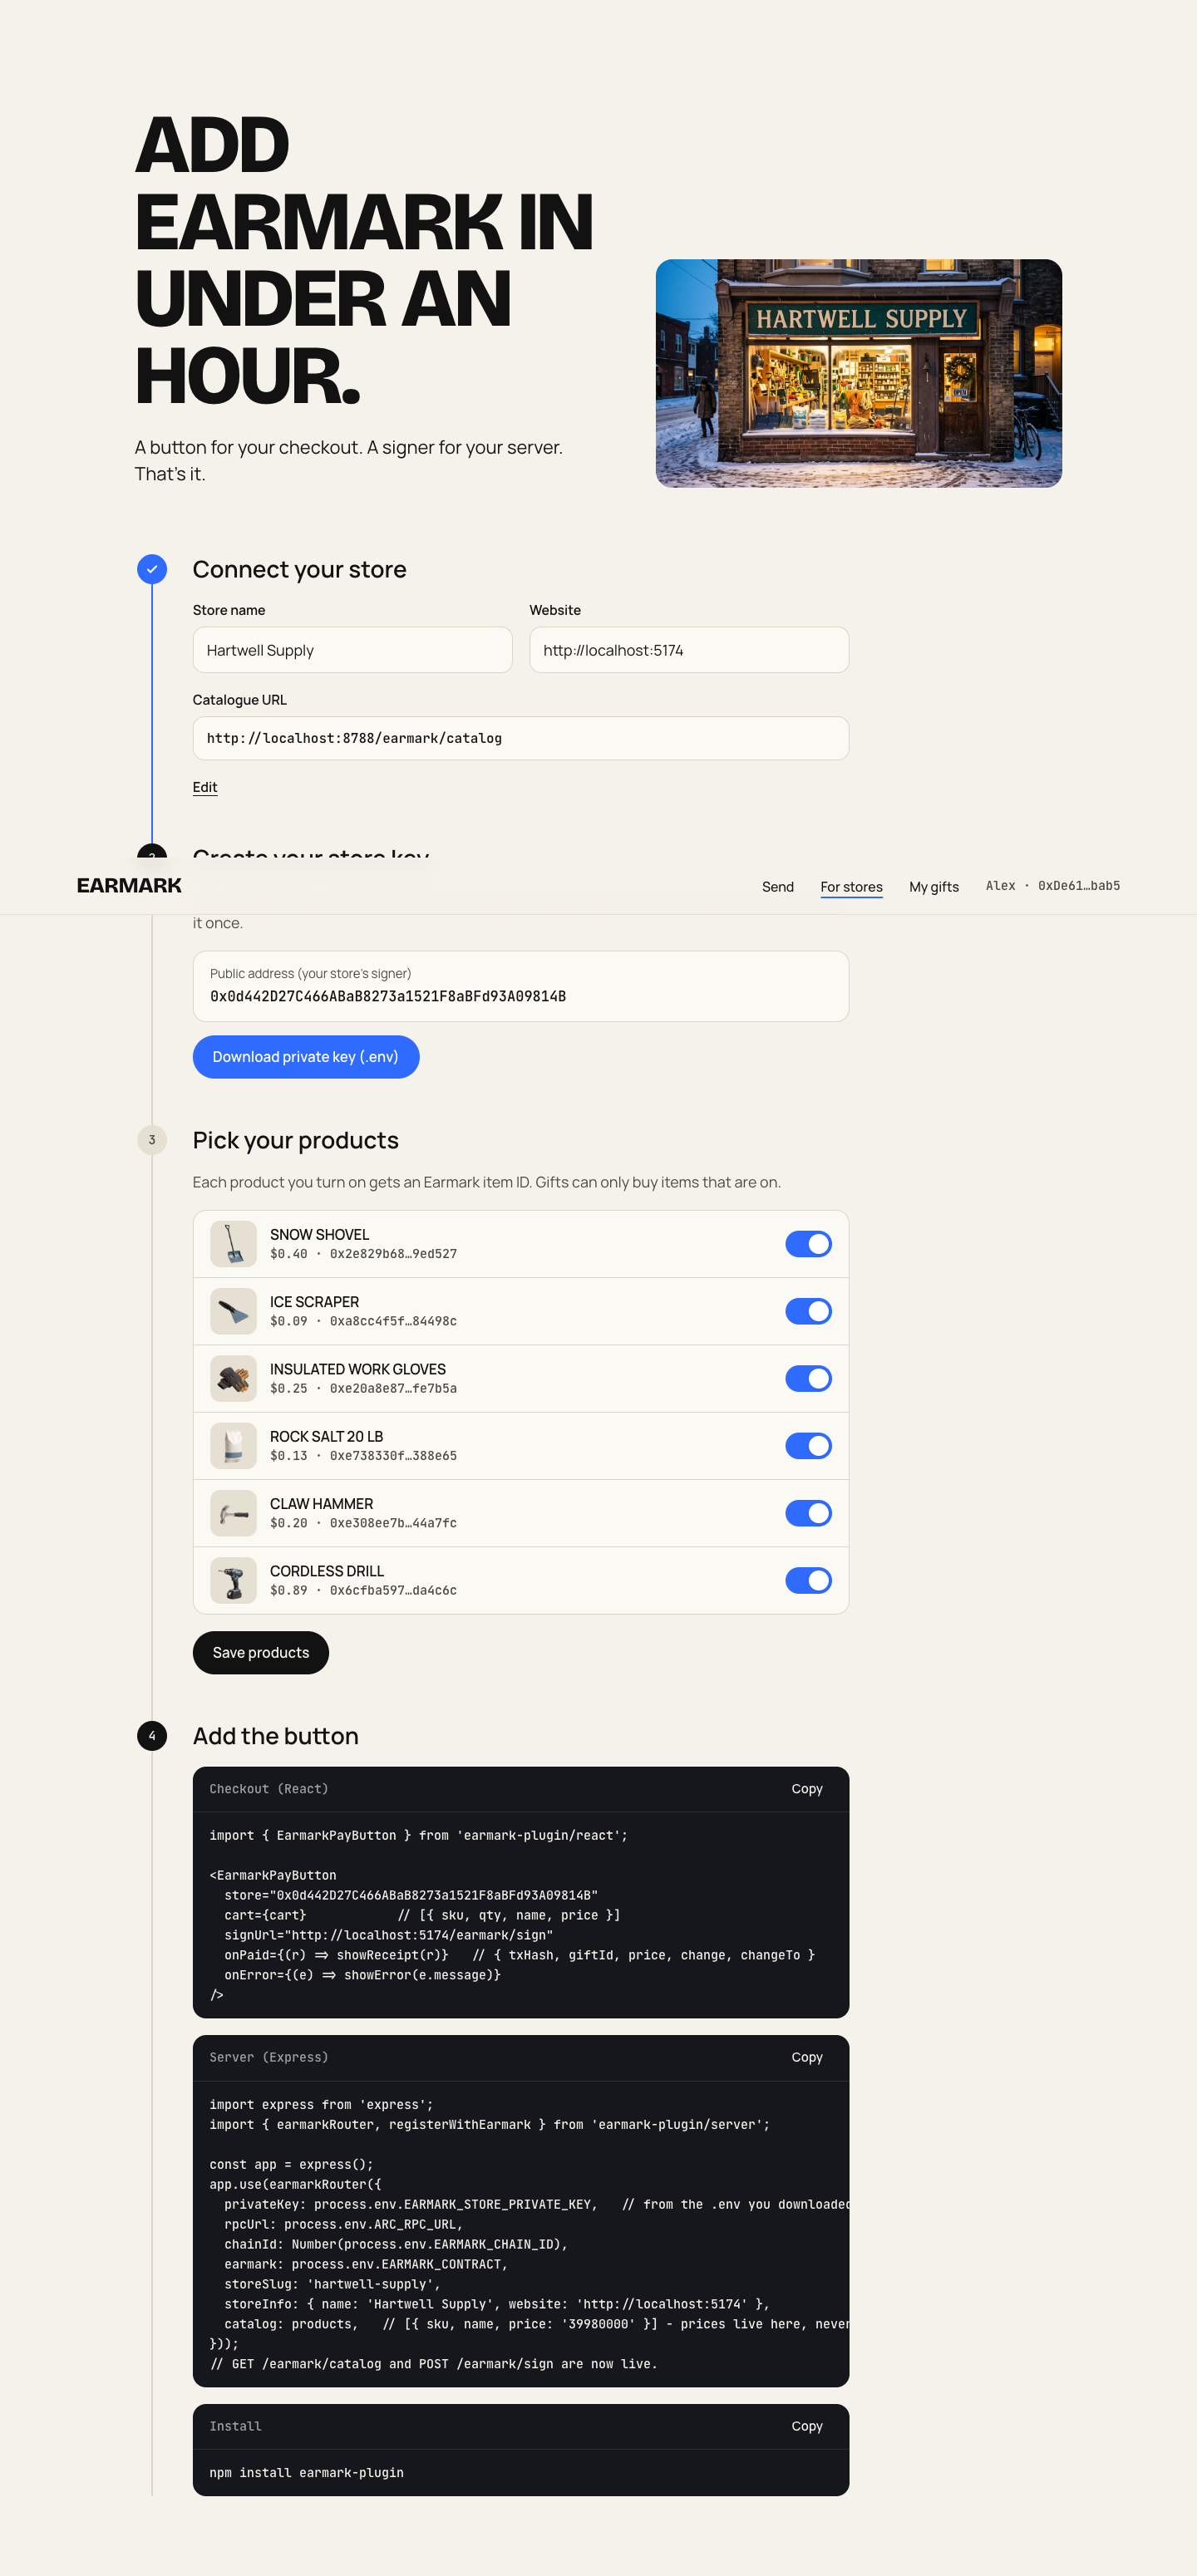 ADD
EARMARK IN
UNDER AN
HOUR.
HARTWELL SUPPLY
A button for your checkout. A signer for your server.
That's it.
Connect your store
Store name
Website
Hartwell Supply
http://localhost:5174
Catalogue URL
http://localhost:8788/earmark/catalog
Edit
Create your store key
EARMARK
Send
For stores
My gifts
Alex · 0xDe61…bab5
it once.
Public address (your store's signer)
0x0d442D27C466ABaB8273a1521F8aBFd93A09814B
Download private key (.env)
3
Pick your products
Each product you turn on gets an Earmark item ID. Gifts can only buy items that are on.
SNOW SHOVEL
$0.40 · 0x2e829b68…9ed527
ICE SCRAPER
$0.09 · 0xa8cc4f5f…84498c
INSULATED WORK GLOVES
$0.25 · 0xe20a8e87…fe7b5a
ROCK SALT 20 LB
$0.13 · 0xe738330f…388e65
CLAW HAMMER
$0.20 · 0xe308ee7b…44a7fc
CORDLESS DRILL
$0.89 · 0x6cfba597…da4c6c
Save products
4
Add the button
Checkout (React)
Copy
import { EarmarkPayButton } from 'earmark-plugin/react';
<EarmarkPayButton
store="0x0d442D27C466ABaB8273a1521F8aBFd93A09814B"
cart={cart} // [{ sku, qty, name, price }]
signUrl="http://localhost:5174/earmark/sign"
onPaid={(r) => showReceipt(r)} // { txHash, giftId, price, change, changeTo }
onError={(e) => showError(e.message)}
/>
Server (Express)
Copy
import express from 'express';
import { earmarkRouter, registerWithEarmark } from 'earmark-plugin/server';
const app = express();
app.use(earmarkRouter({
privateKey: process.env.EARMARK_STORE_PRIVATE_KEY, // from the .env you downloaded
rpcUrl: process.env.ARC_RPC_URL,
chainId: Number(process.env.EARMARK_CHAIN_ID),
earmark: process.env.EARMARK_CONTRACT,
storeSlug: 'hartwell-supply',
storeInfo: { name: 'Hartwell Supply', website: 'http://localhost:5174' },
catalog: products, // [{ sku, name, price: '39980000' }] - prices live here, never
}));
// GET /earmark/catalog and POST /earmark/sign are now live.
Install
Copy
npm install earmark-plugin